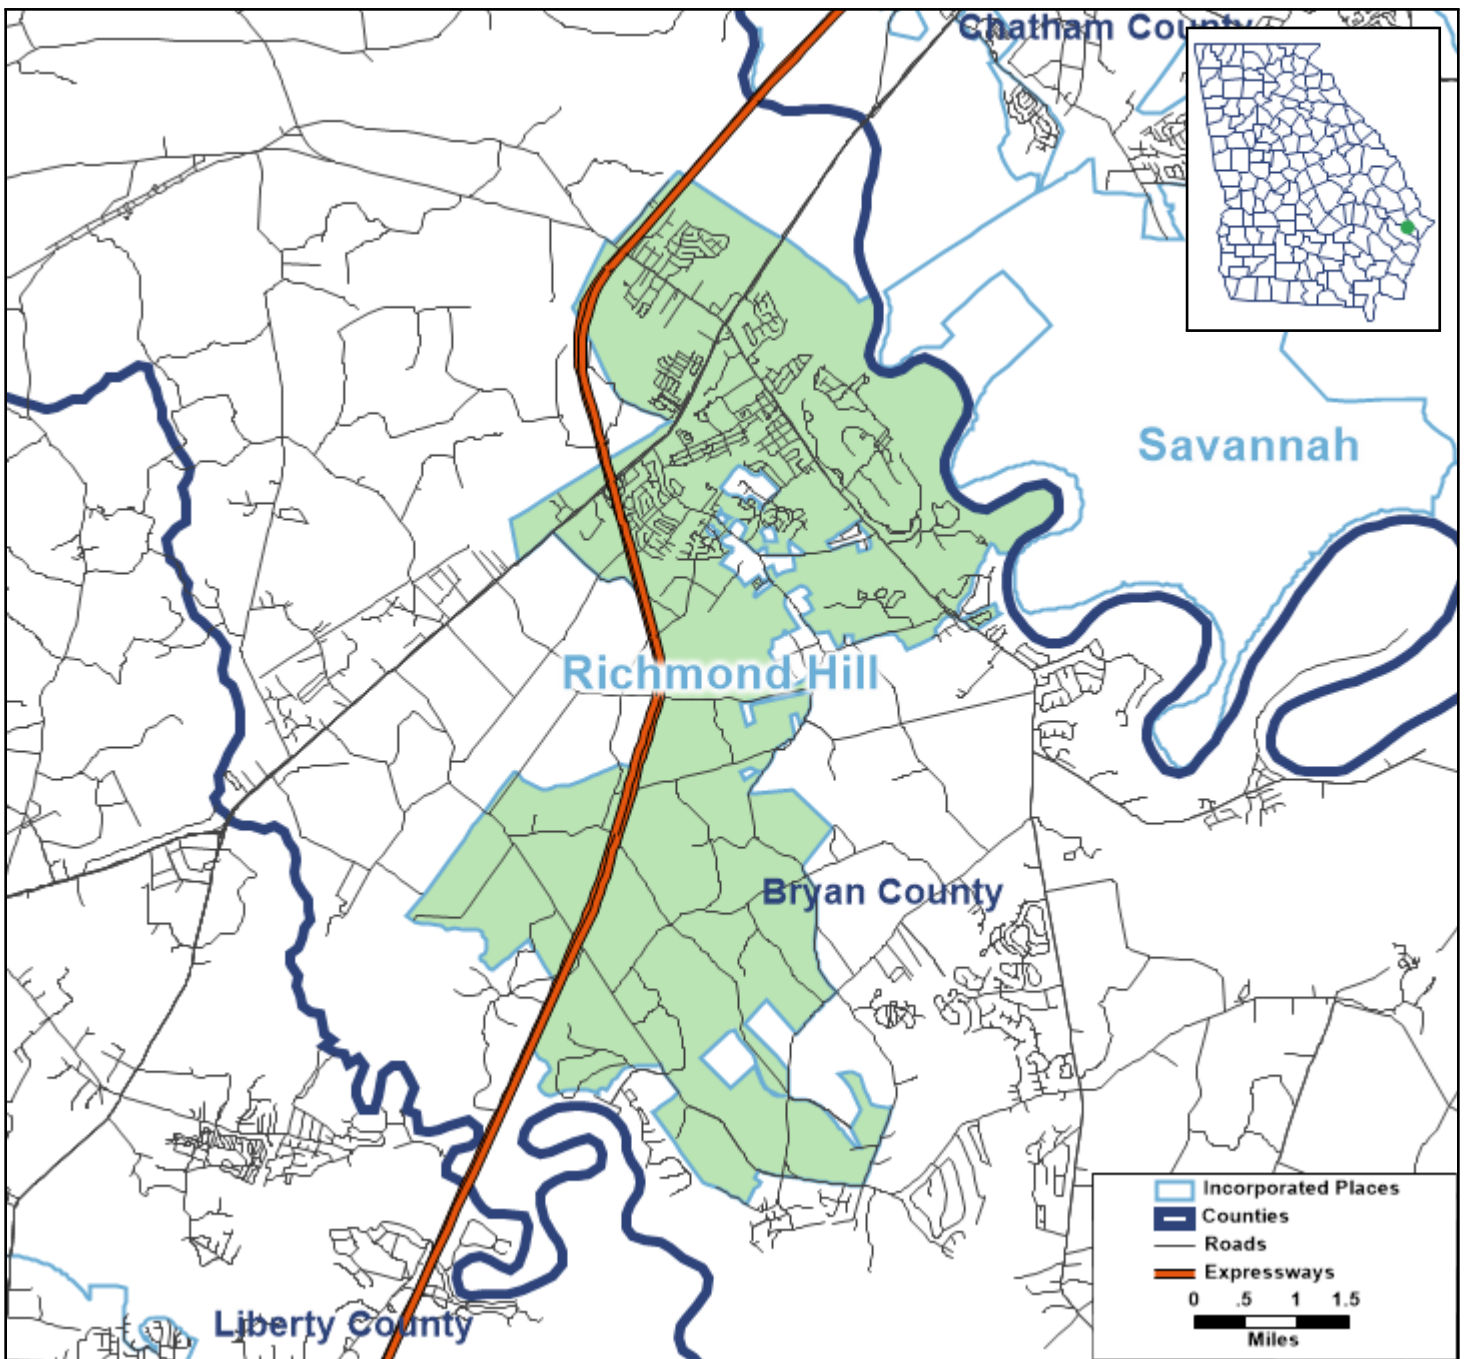 Chatham County
Savannah
Richmond Hill
Bryan County
Liberty County
Incorporated Places
Counties
Roads
Expressways
0 .5 1 1.5
Miles